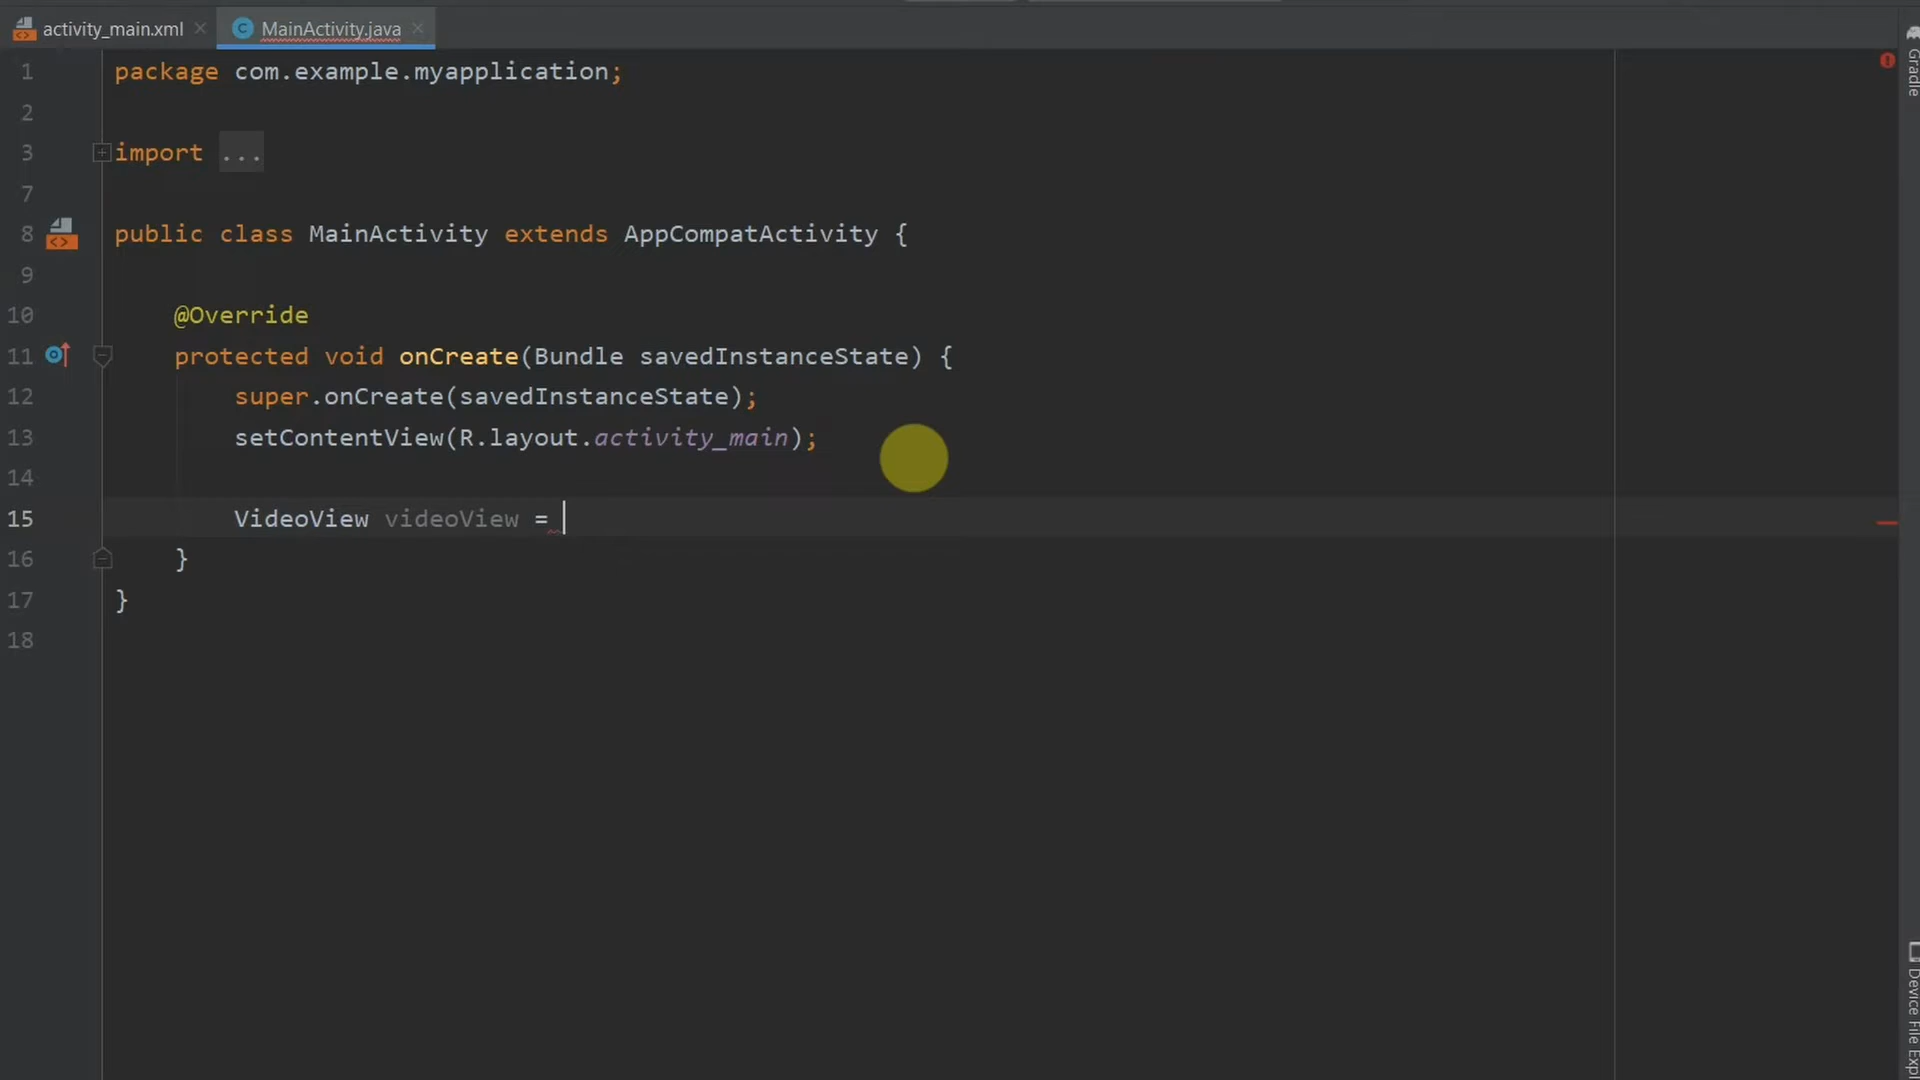 activity_main.xml
MainActivity.java
1 package com.example.myapplication;
2
3 import ...
7
8 public class MainActivity extends AppCompatActivity {
9
10 @Override
11 protected void onCreate(Bundle savedInstanceState) {
12 super.onCreate(savedInstanceState);
13 setContentView(R.layout.activity_main);
14
15 VideoView videoView =
16 }
17 }
18
Gradle
Device File Expl